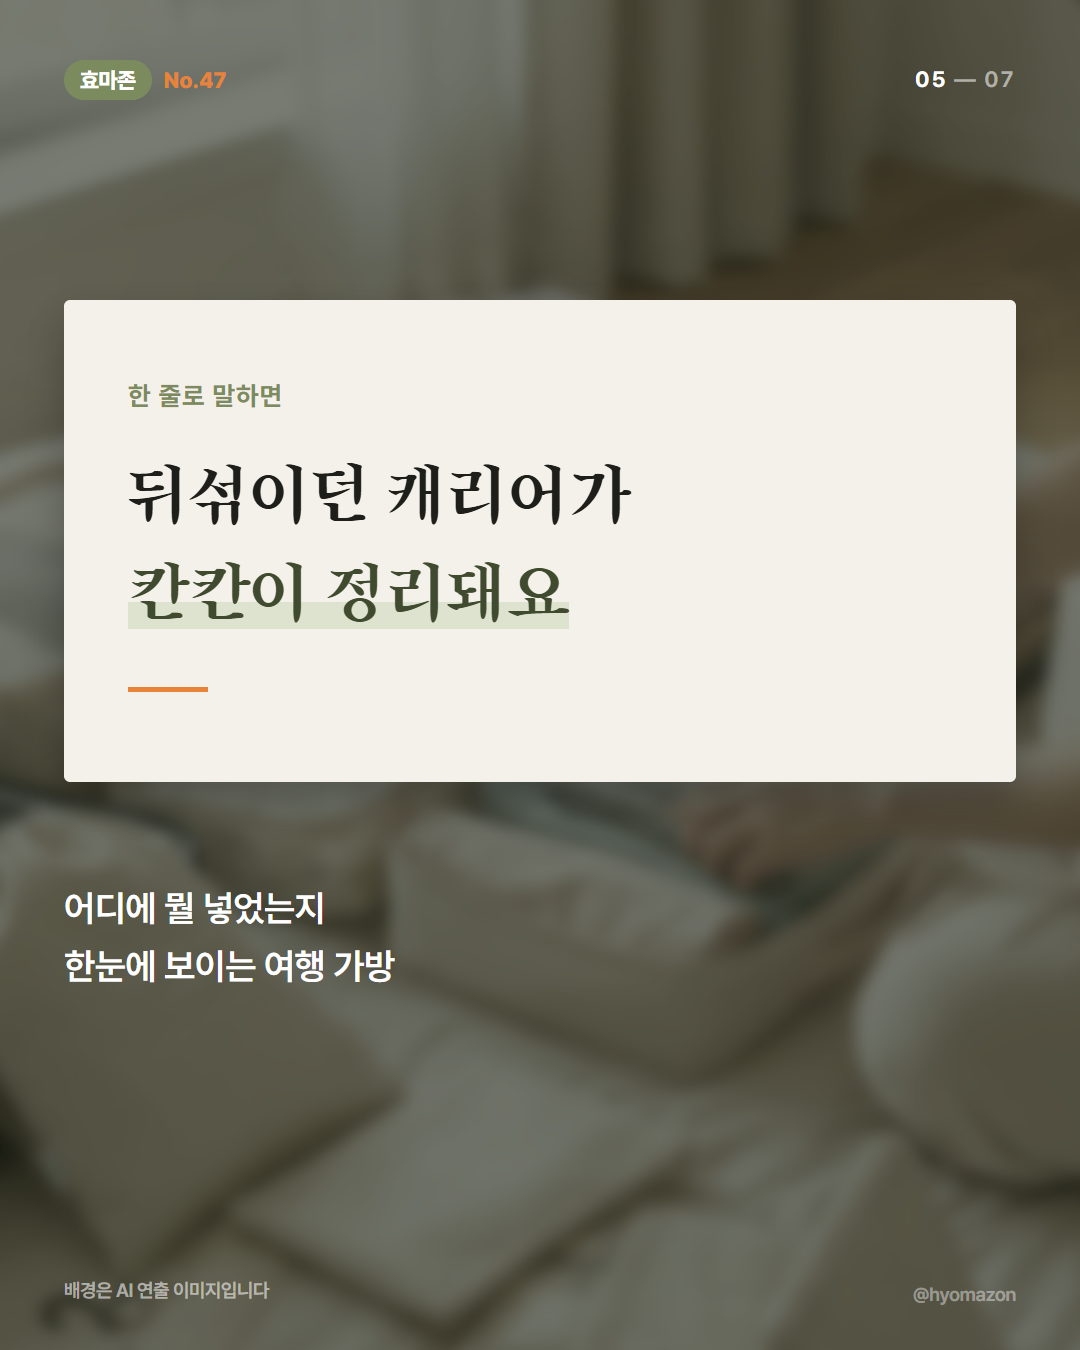 효마존 No.47
05 — 07
한 줄로 말하면
뒤섞이던 캐리어가
칸칸이 정리돼요
어디에 뭘 넣었는지
한눈에 보이는 여행 가방
배경은 AI 연출 이미지입니다
@hyomazon